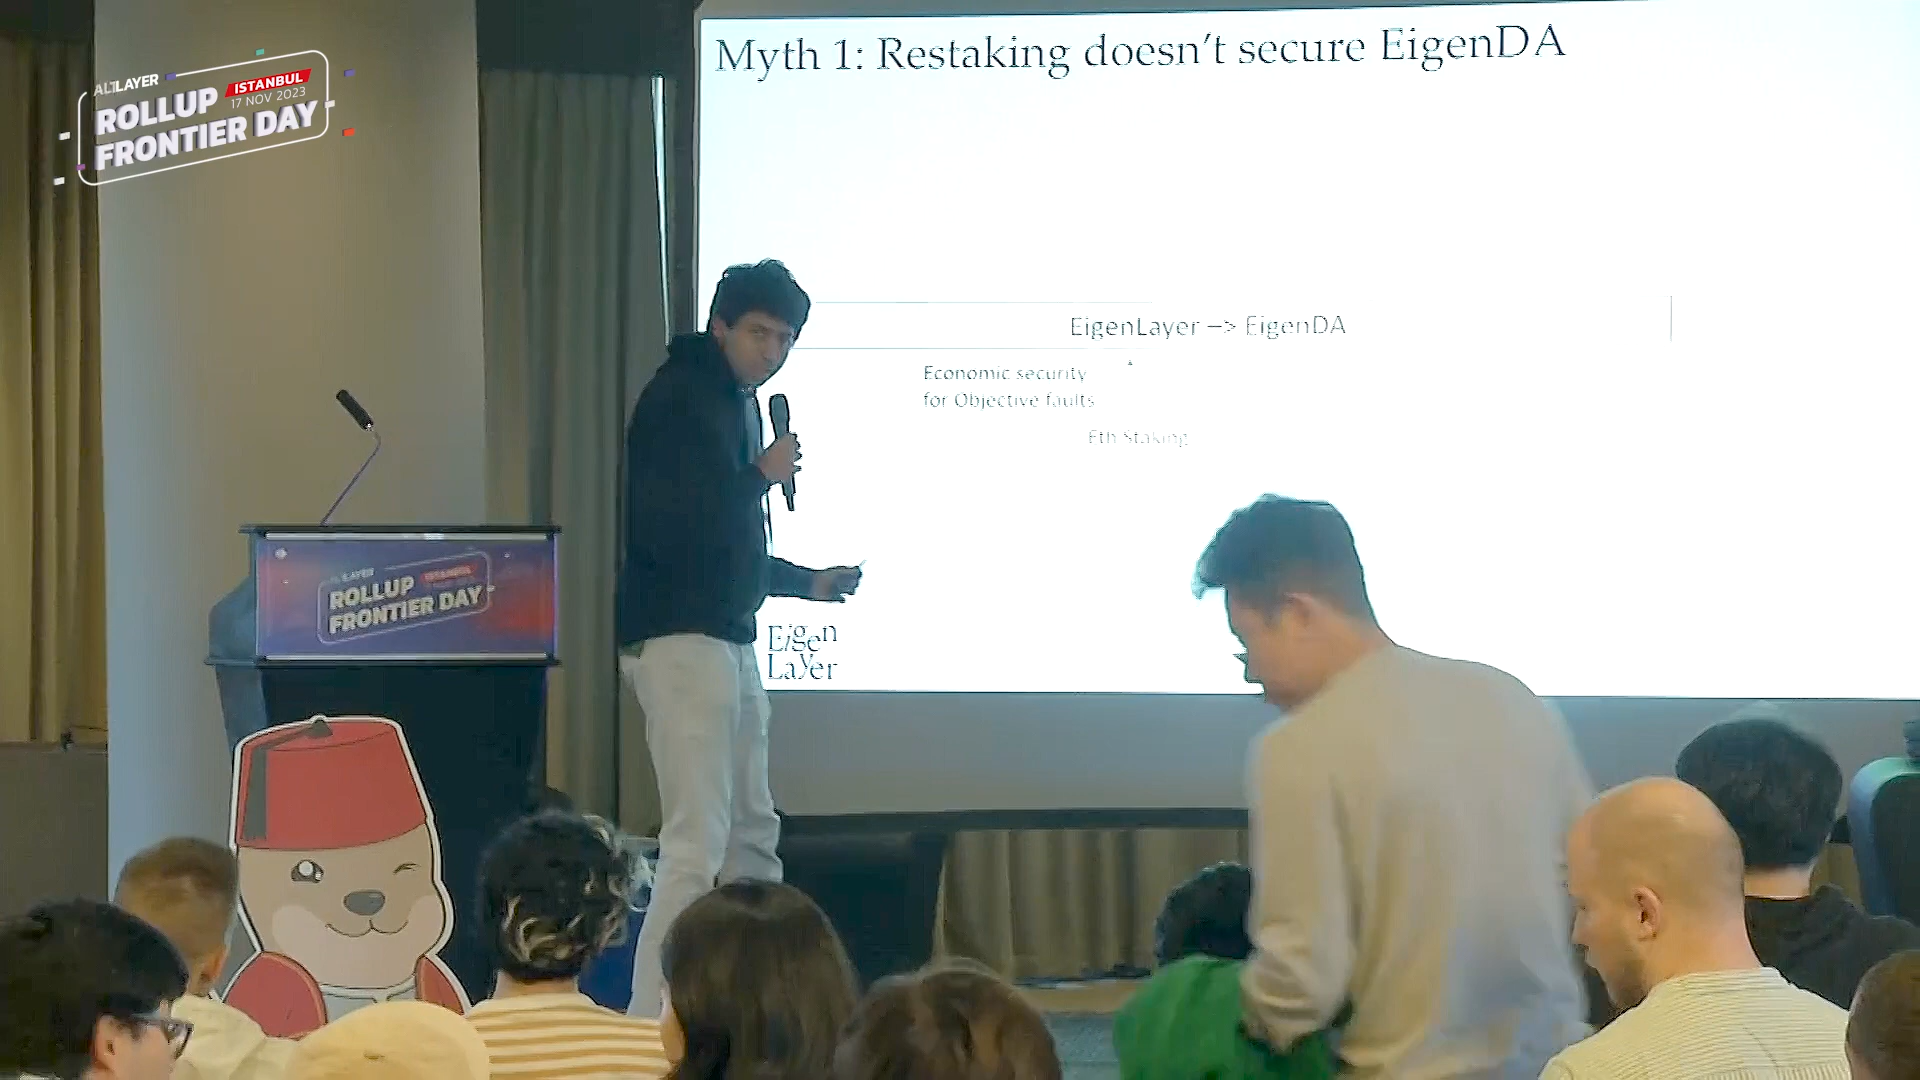 ALTLAYER
ISTANBUL
17 NOV 2023
ROLLUP
FRONTIER DAY
Myth 1: Restaking doesn't secure EigenDA
EigenLayer –> EigenDA
Economic security
for Objective faults
Eth Staking
Eigen
Layer
ISTANBUL
ROLLUP
FRONTIER DAY